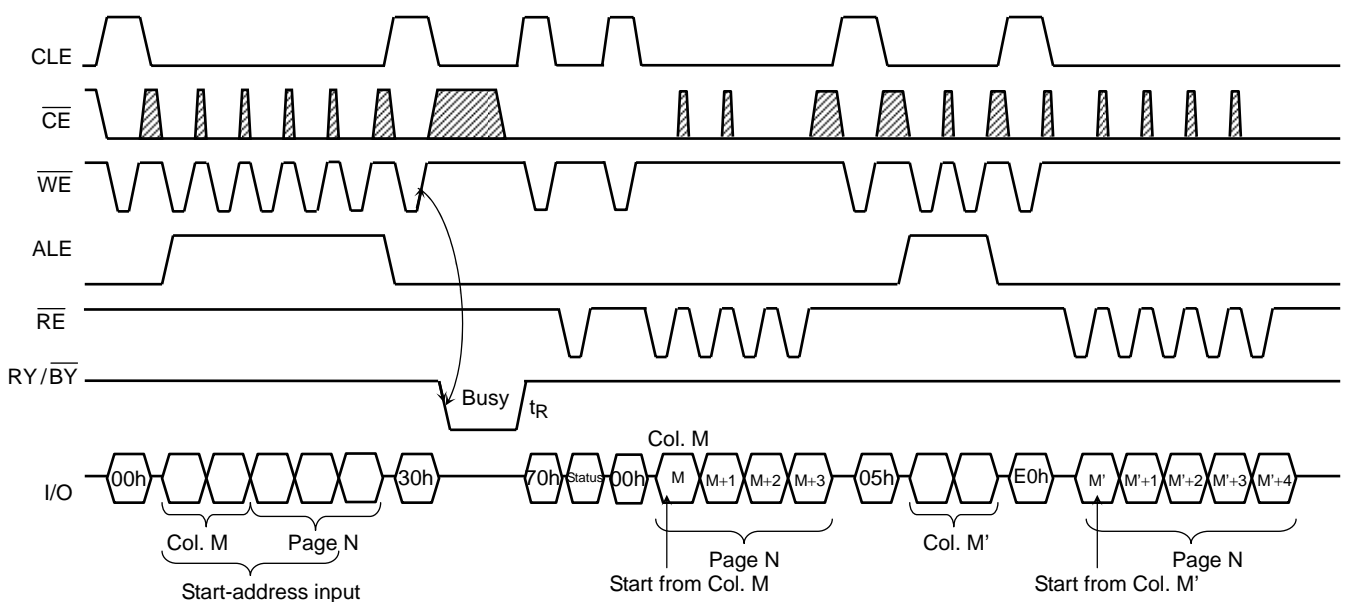 CLE
CE
WE
ALE
RE
RY/BY
Busy
tR
Col. M
I/O 00h 30h 70h Status 00h M M+1 M+2 M+3 05h E0h M' M'+1 M'+2 M'+3 M'+4
Col. M Page N Col. M'
Page N Page N
Start-address input Start from Col. M Start from Col. M'